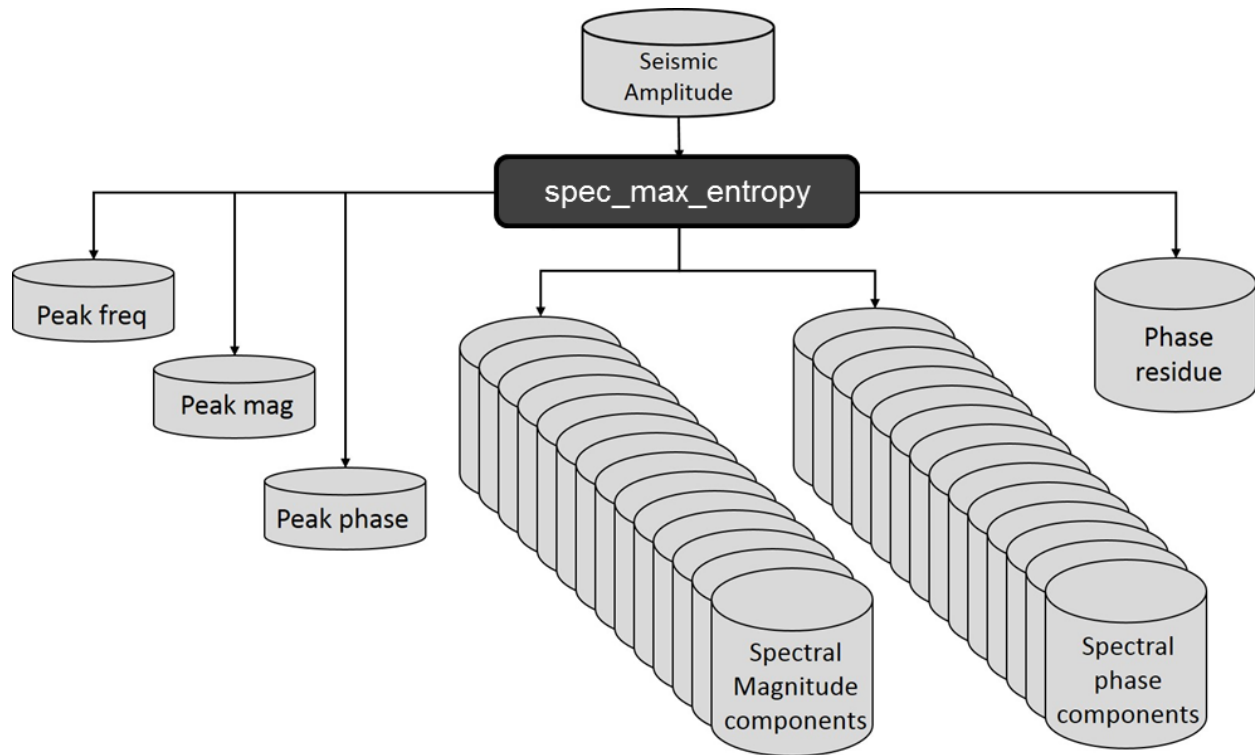 Seismic
Amplitude
spec_max_entropy
Peak freq
Peak mag
Peak phase
Phase
residue
Spectral
Magnitude
components
Spectral
phase
components